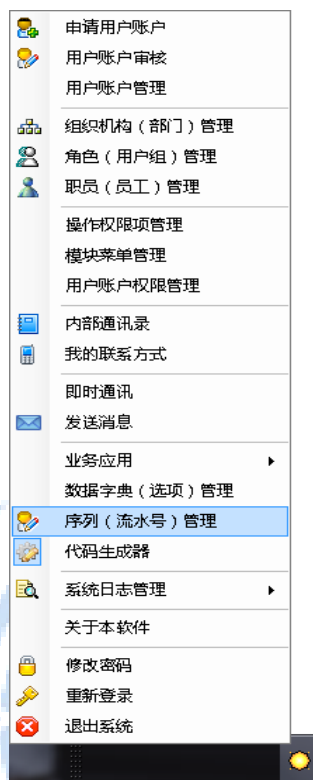 申请用户账户
用户账户审核
用户账户管理
组织机构（部门）管理
角色（用户组）管理
职员（员工）管理
操作权限项管理
模块菜单管理
用户账户权限管理
内部通讯录
我的联系方式
即时通讯
发送消息
业务应用
数据字典（选项）管理
序列（流水号）管理
代码生成器
系统日志管理
关于本软件
修改密码
重新登录
退出系统